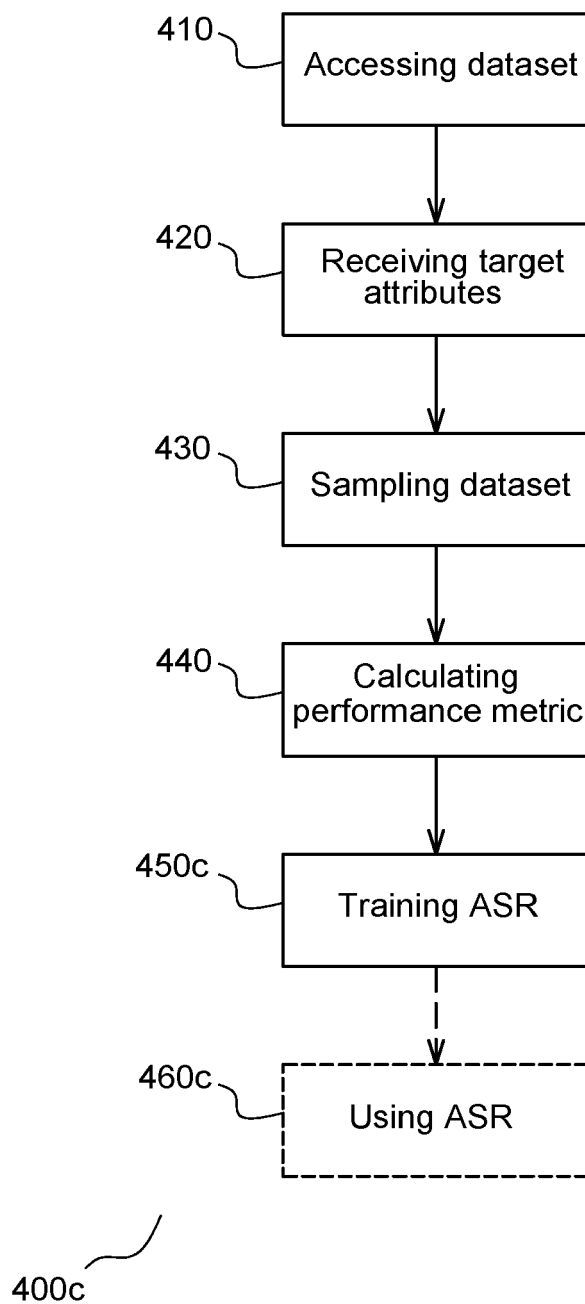 410
Accessing dataset
420
Receiving target
attributes
430
Sampling dataset
440
Calculating
performance metric
450c
Training ASR
460c
Using ASR
400c